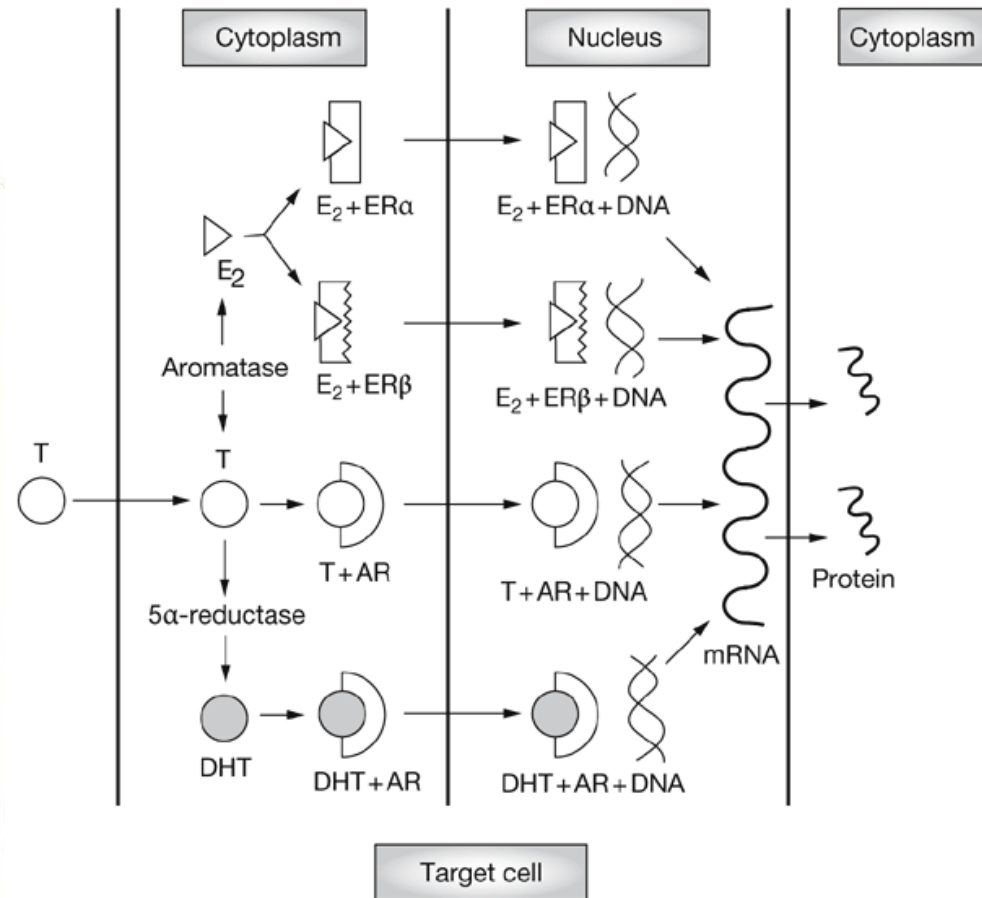 Cytoplasm
Nucleus
Cytoplasm
E₂+ERα
E₂+ERα+DNA
E₂
Aromatase
E₂+ERβ
E₂+ERβ+DNA
T
T
T+AR
T+AR+DNA
Protein
5α-reductase
mRNA
DHT
DHT+AR
DHT+AR+DNA
Target cell